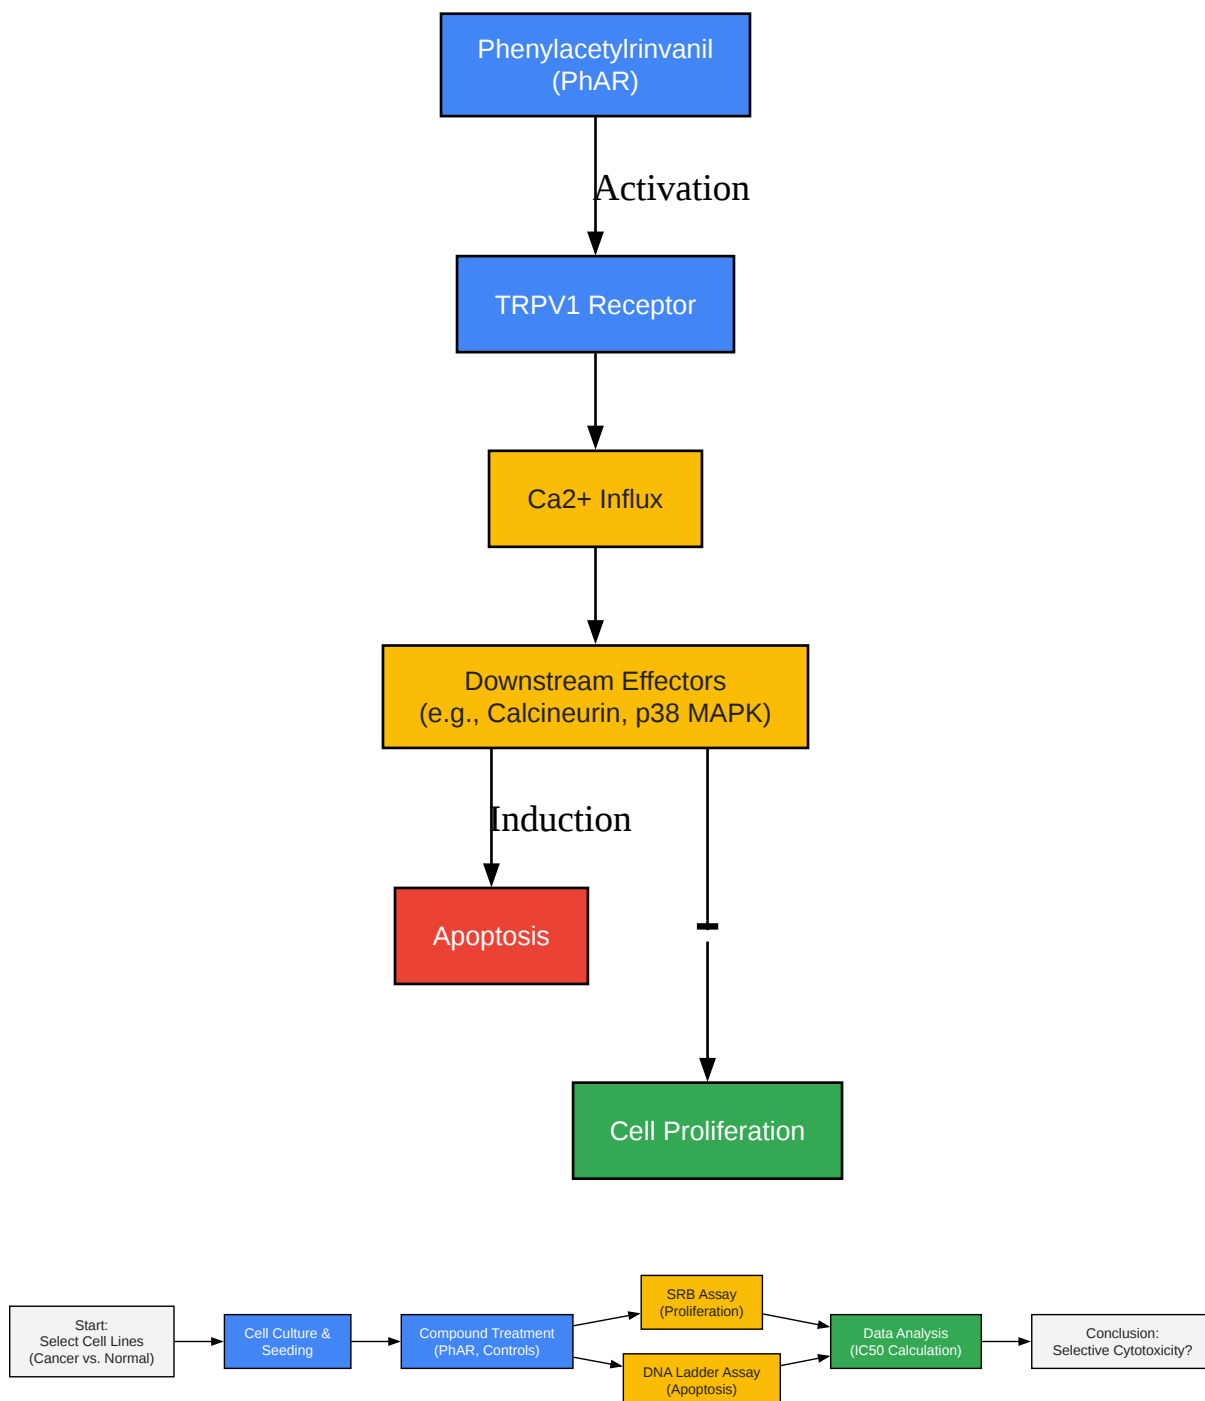 Phenylacetylrinvanil
(PhAR)
Activation
TRPV1 Receptor
Ca2+ Influx
Downstream Effectors
(e.g., Calcineurin, p38 MAPK)
Induction
Apoptosis
Cell Proliferation
Start:
Select Cell Lines
(Cancer vs. Normal)
Cell Culture &
Seeding
Compound Treatment
(PhAR, Controls)
SRB Assay
(Proliferation)
DNA Ladder Assay
(Apoptosis)
Data Analysis
(IC50 Calculation)
Conclusion:
Selective Cytotoxicity?